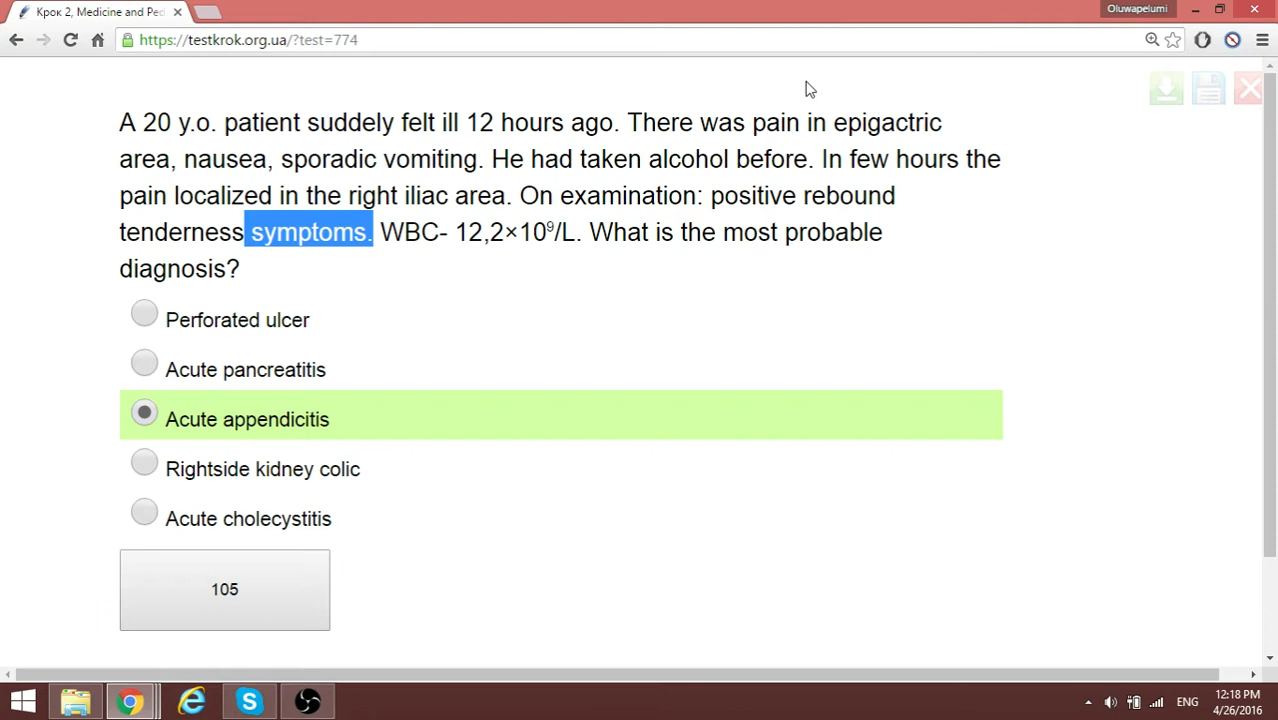 Крок 2, Medicine and Pec
Oluwapelumi
https://testkrok.org.ua/?test=774
A 20 y.o. patient suddely felt ill 12 hours ago. There was pain in epigactric
area, nausea, sporadic vomiting. He had taken alcohol before. In few hours the
pain localized in the right iliac area. On examination: positive rebound
tenderness symptoms. WBC- 12,2×10⁹/L. What is the most probable
diagnosis?
Perforated ulcer
Acute pancreatitis
Acute appendicitis
Rightside kidney colic
Acute cholecystitis
105
ENG
12:18 PM
4/26/2016